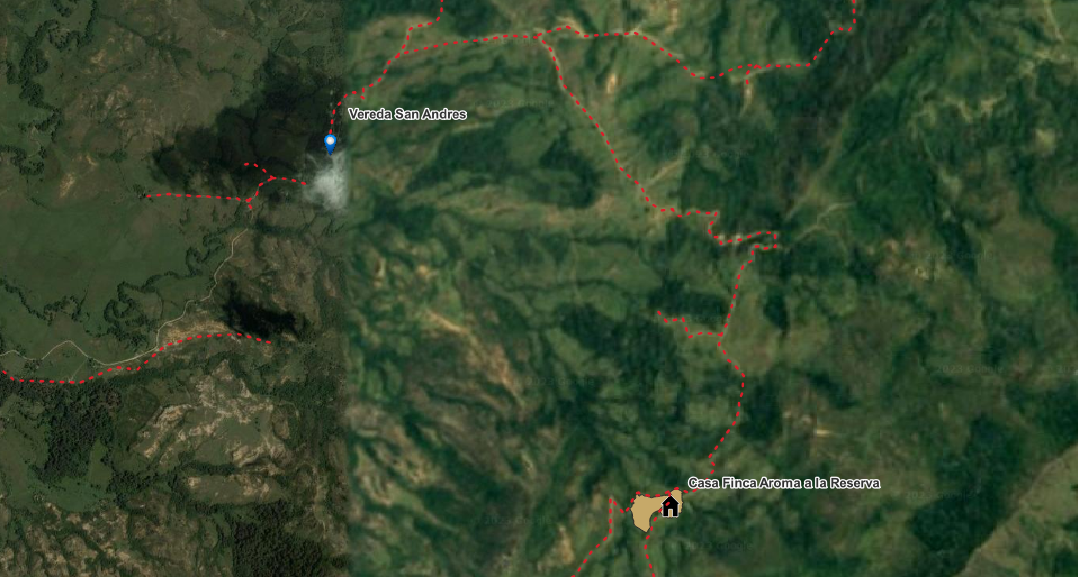 Vereda San Andres
Casa Finca Aroma a la Reserva